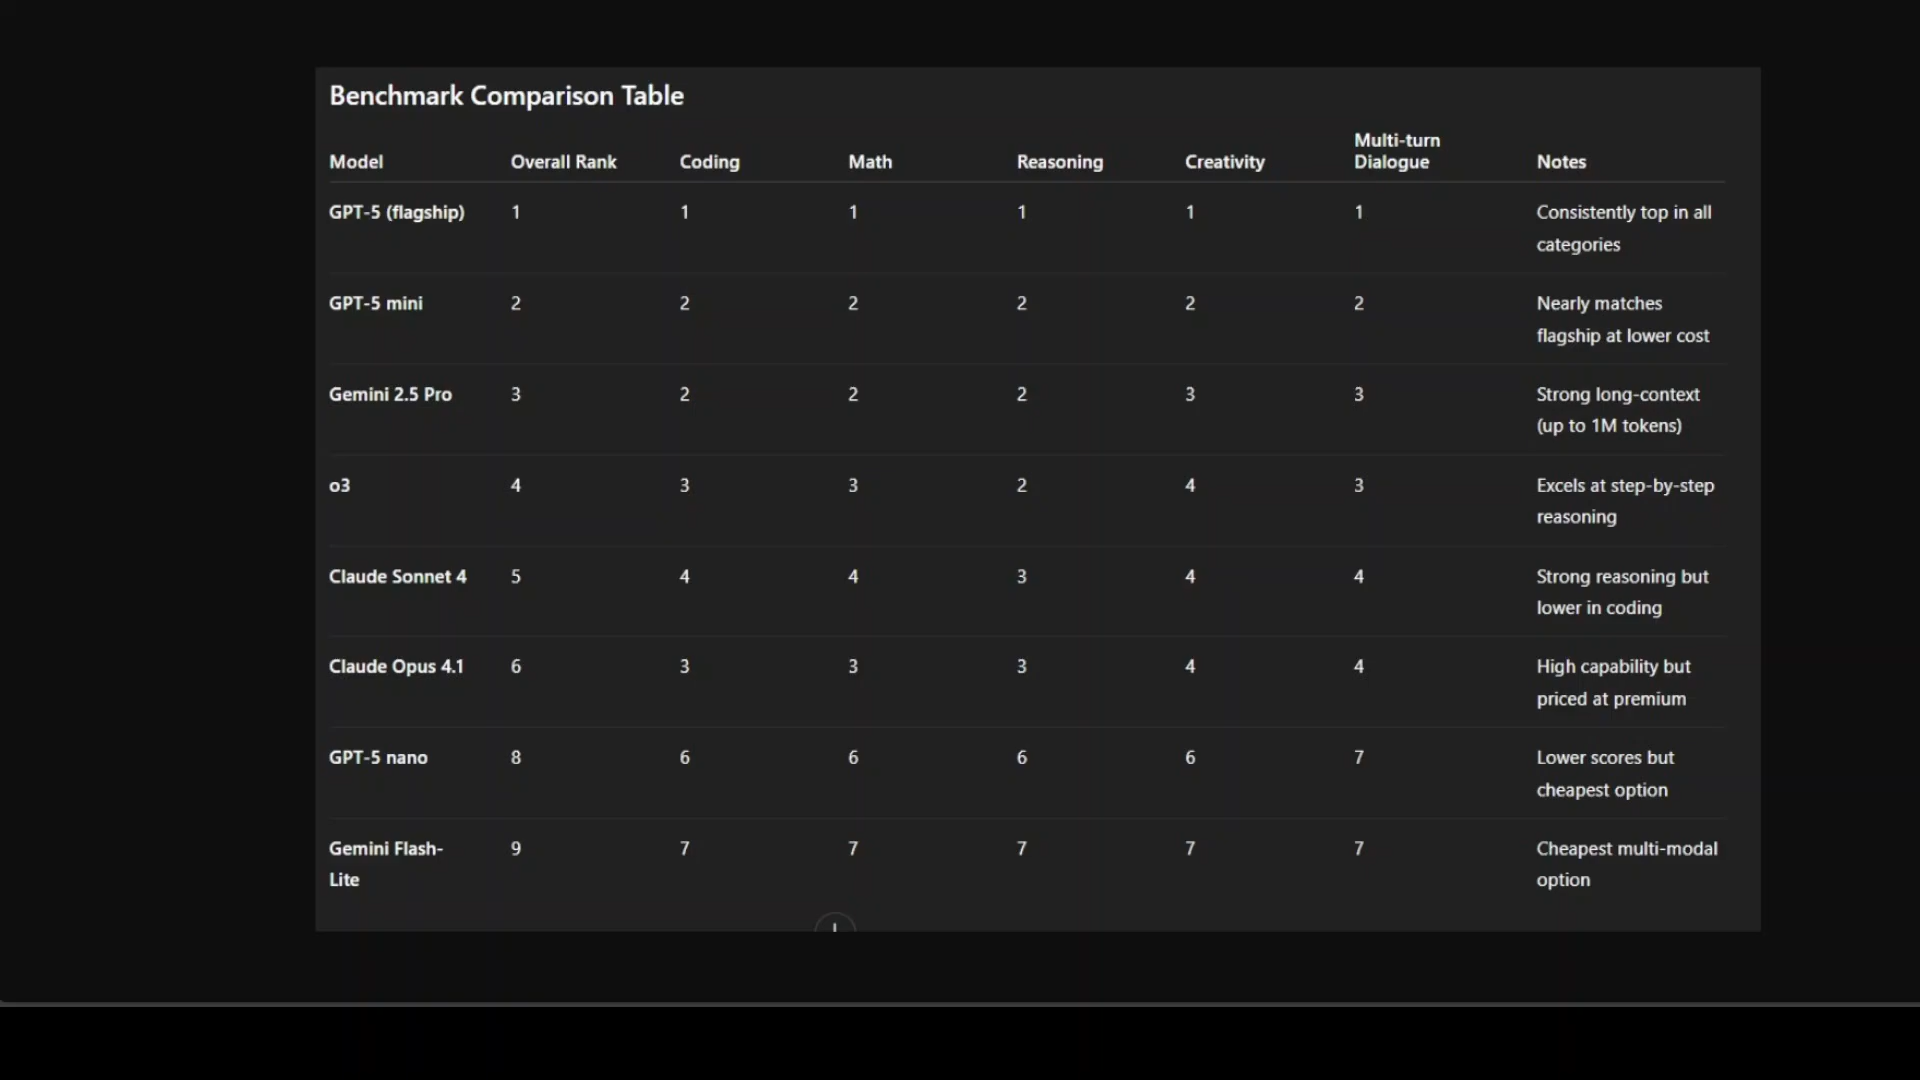 Benchmark Comparison Table
Multi-turn
Model Overall Rank Coding Math Reasoning Creativity Dialogue Notes
GPT-5 (flagship) 1 1 1 1 1 1 Consistently top in all
categories
GPT-5 mini 2 2 2 2 2 2 Nearly matches
flagship at lower cost
Gemini 2.5 Pro 3 2 2 2 3 3 Strong long-context
(up to 1M tokens)
o3 4 3 3 2 4 3 Excels at step-by-step
reasoning
Claude Sonnet 4 5 4 4 3 4 4 Strong reasoning but
lower in coding
Claude Opus 4.1 6 3 3 3 4 4 High capability but
priced at premium
GPT-5 nano 8 6 6 6 6 7 Lower scores but
cheapest option
Gemini Flash- 9 7 7 7 7 7 Cheapest multi-modal
Lite option